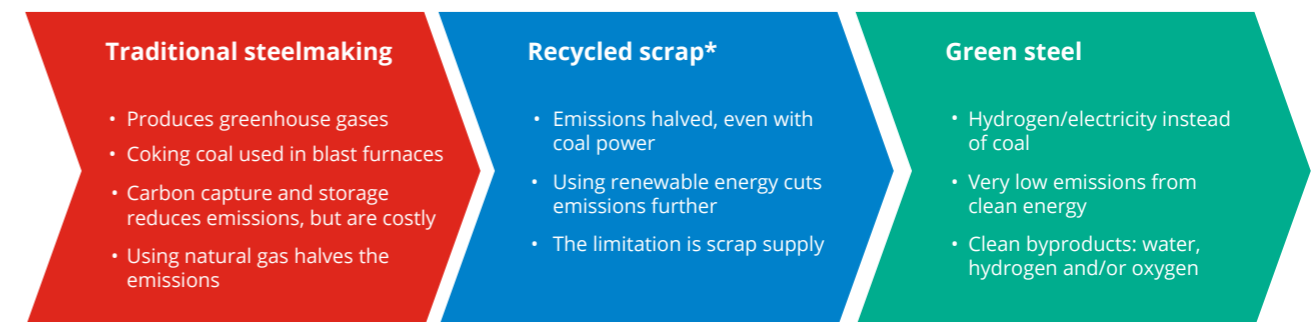 Traditional steelmaking
• Produces greenhouse gases
• Coking coal used in blast furnaces
• Carbon capture and storage
reduces emissions, but are costly
• Using natural gas halves the
emissions
Recycled scrap*
• Emissions halved, even with
coal power
• Using renewable energy cuts
emissions further
• The limitation is scrap supply
Green steel
• Hydrogen/electricity instead
of coal
• Very low emissions from
clean energy
• Clean byproducts: water,
hydrogen and/or oxygen